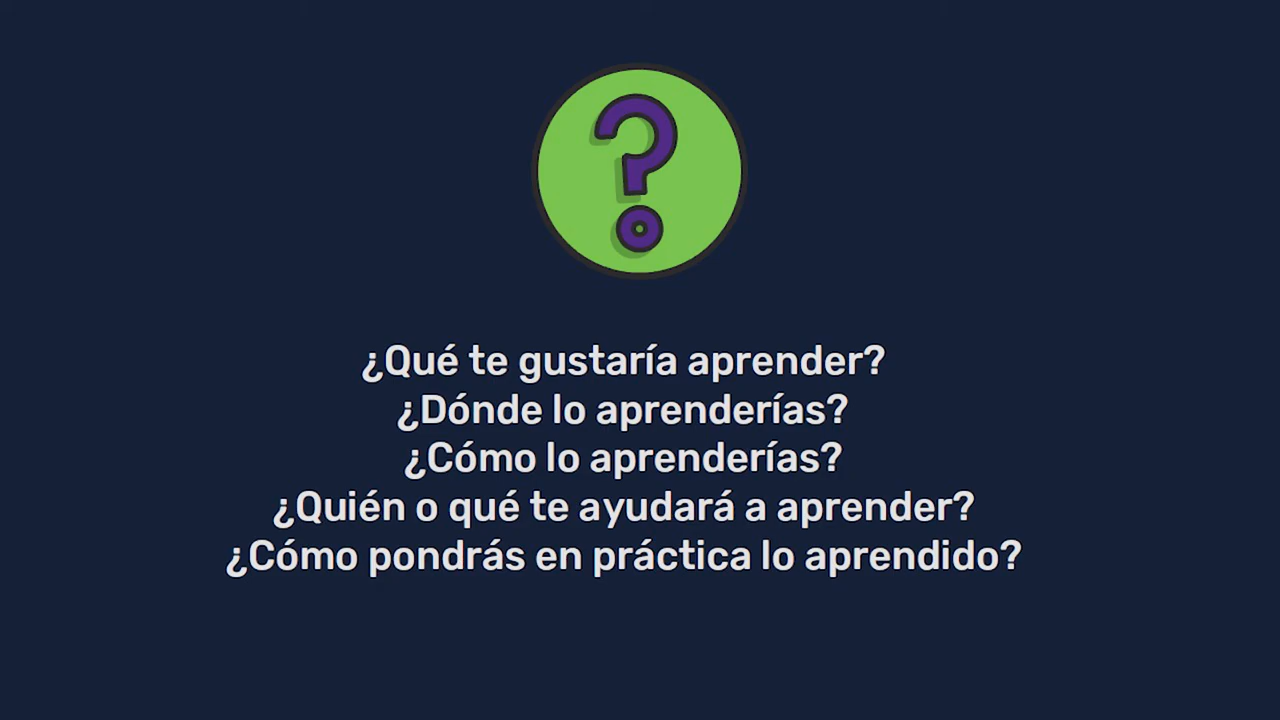 ¿Qué te gustaría aprender?
¿Dónde lo aprenderías?
¿Cómo lo aprenderías?
¿Quién o qué te ayudará a aprender?
¿Cómo pondrás en práctica lo aprendido?